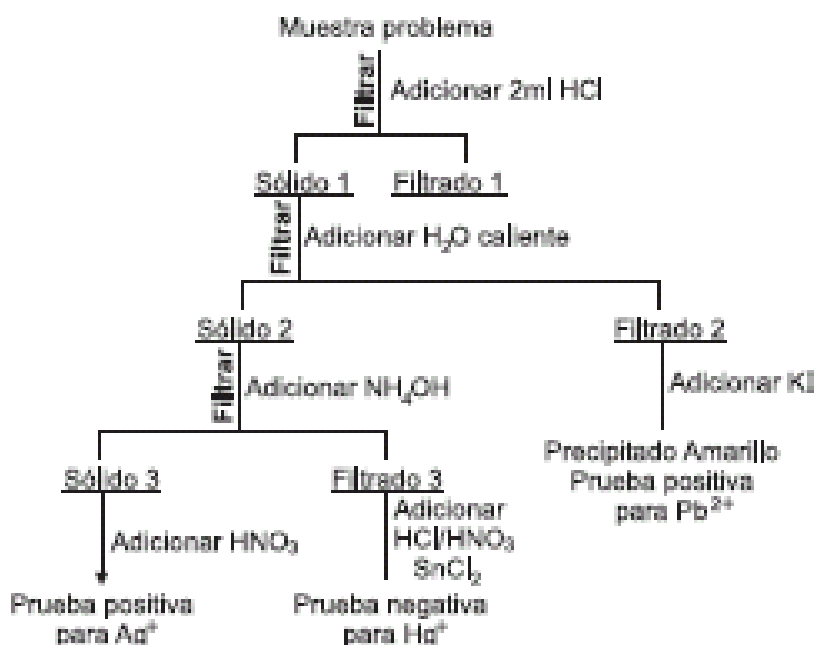 Muestra problema
Filtrar
Adicionar 2ml HCl
Sólido 1
Filtrado 1
Filtrar
Adicionar H₂O caliente
Sólido 2
Filtrado 2
Filtrar
Adicionar NH₄OH
Adicionar KI
Precipitado Amarillo
Prueba positiva
para Pb²⁺
Sólido 3
Filtrado 3
Adicionar HNO₃
Adicionar
HCl/HNO₃
SnCl₂
Prueba positiva
para Ag⁺
Prueba negativa
para Hg⁺